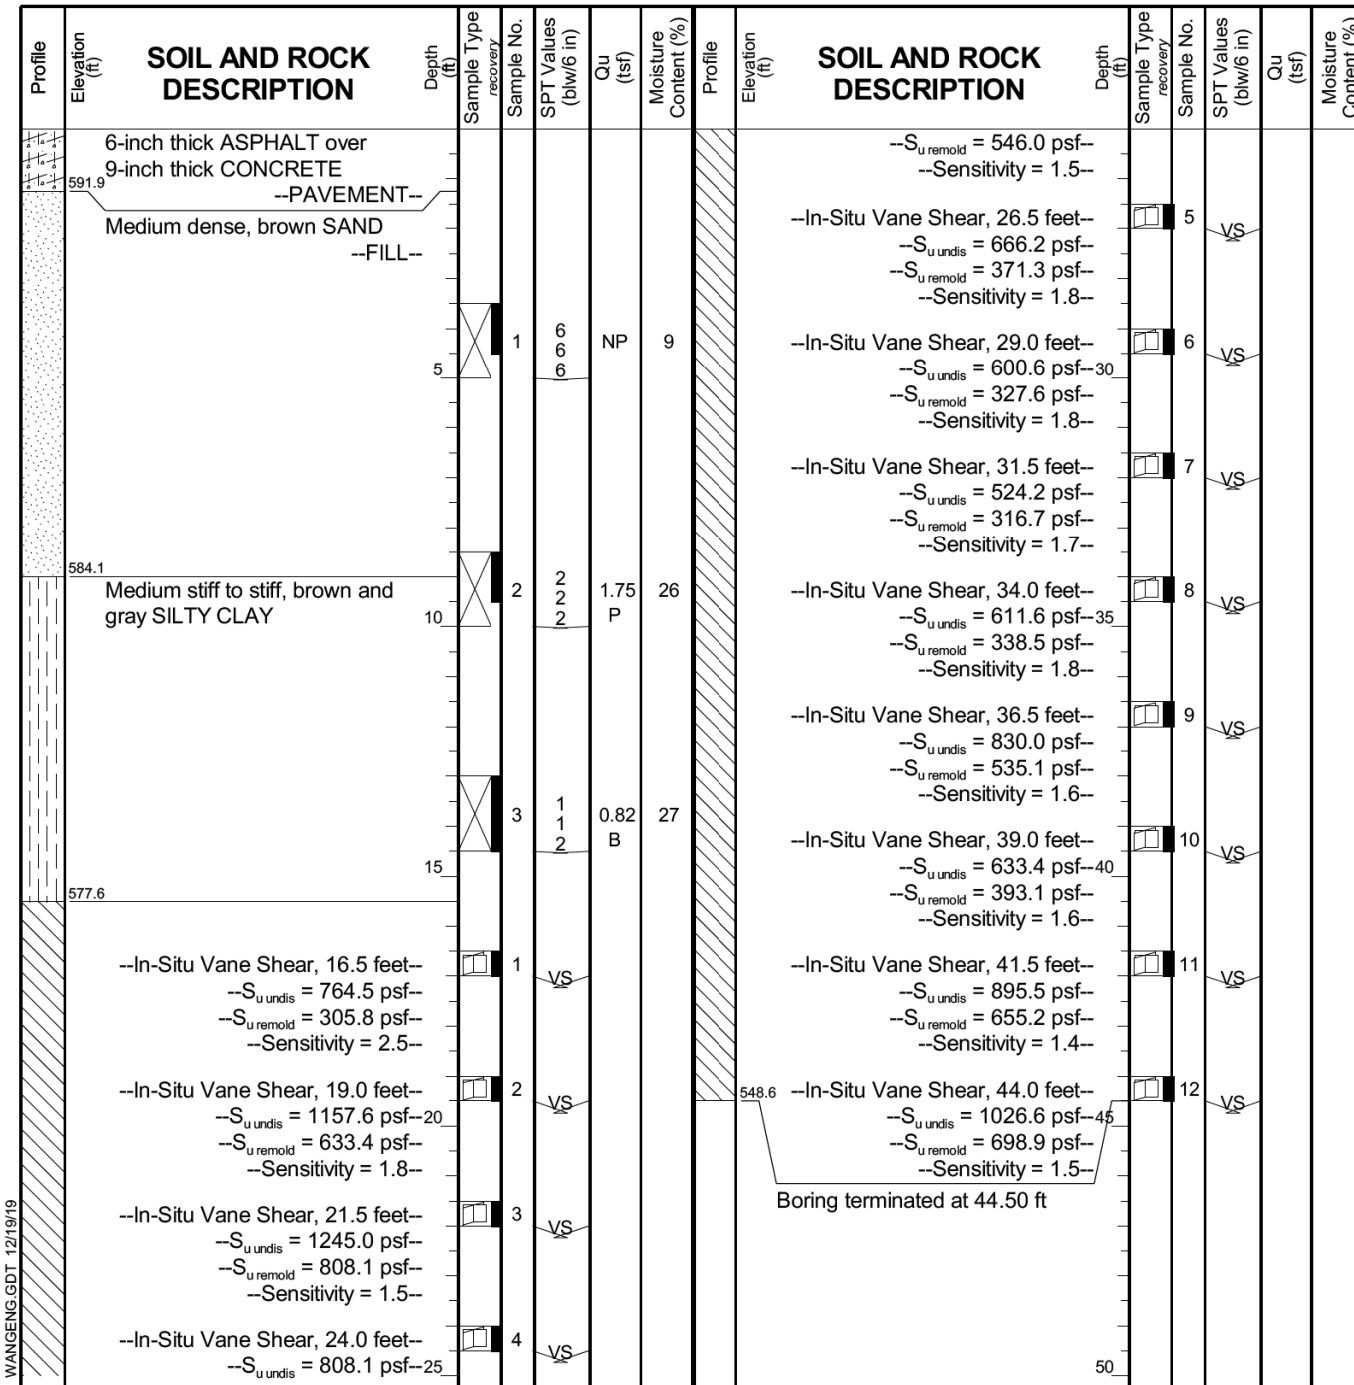 Profile
Elevation
(ft)
SOIL AND ROCK
DESCRIPTION
Depth
(ft)
Sample Type
recovery
Sample No.
SPT Values
(blw/6 in)
Qu
(tsf)
Moisture
Content (%)
6-inch thick ASPHALT over
9-inch thick CONCRETE
591.9
--PAVEMENT--
Medium dense, brown SAND
--FILL--
1 6 NP 9
6
5 6
584.1
Medium stiff to stiff, brown and 2 2 1.75 26
gray SILTY CLAY 10 2 P
2
1
3 1 0.82 27
2 B
15
577.6
--In-Situ Vane Shear, 16.5 feet-- 1 VS
--Su undis = 764.5 psf--
--Su remold = 305.8 psf--
--Sensitivity = 2.5--
--In-Situ Vane Shear, 19.0 feet-- 2 VS
--Su undis = 1157.6 psf--20
--Su remold = 633.4 psf--
--Sensitivity = 1.8--
--In-Situ Vane Shear, 21.5 feet-- 3 VS
--Su undis = 1245.0 psf--
--Su remold = 808.1 psf--
--Sensitivity = 1.5--
--In-Situ Vane Shear, 24.0 feet-- 4 VS
--Su undis = 808.1 psf--25
Profile
Elevation
(ft)
SOIL AND ROCK
DESCRIPTION
Depth
(ft)
Sample Type
recovery
Sample No.
SPT Values
(blw/6 in)
Qu
(tsf)
Moisture
Content (%)
--Su remold = 546.0 psf--
--Sensitivity = 1.5--
--In-Situ Vane Shear, 26.5 feet-- 5 VS
--Su undis = 666.2 psf--
--Su remold = 371.3 psf--
--Sensitivity = 1.8--
--In-Situ Vane Shear, 29.0 feet-- 6 VS
--Su undis = 600.6 psf--30
--Su remold = 327.6 psf--
--Sensitivity = 1.8--
--In-Situ Vane Shear, 31.5 feet-- 7 VS
--Su undis = 524.2 psf--
--Su remold = 316.7 psf--
--Sensitivity = 1.7--
--In-Situ Vane Shear, 34.0 feet-- 8 VS
--Su undis = 611.6 psf--35
--Su remold = 338.5 psf--
--Sensitivity = 1.8--
--In-Situ Vane Shear, 36.5 feet-- 9 VS
--Su undis = 830.0 psf--
--Su remold = 535.1 psf--
--Sensitivity = 1.6--
--In-Situ Vane Shear, 39.0 feet-- 10 VS
--Su undis = 633.4 psf--40
--Su remold = 393.1 psf--
--Sensitivity = 1.6--
--In-Situ Vane Shear, 41.5 feet-- 11 VS
--Su undis = 895.5 psf--
--Su remold = 655.2 psf--
--Sensitivity = 1.4--
548.6 --In-Situ Vane Shear, 44.0 feet-- 12 VS
--Su undis = 1026.6 psf--45
--Su remold = 698.9 psf--
--Sensitivity = 1.5--
Boring terminated at 44.50 ft
50
WANGENG.GDT 12/19/19